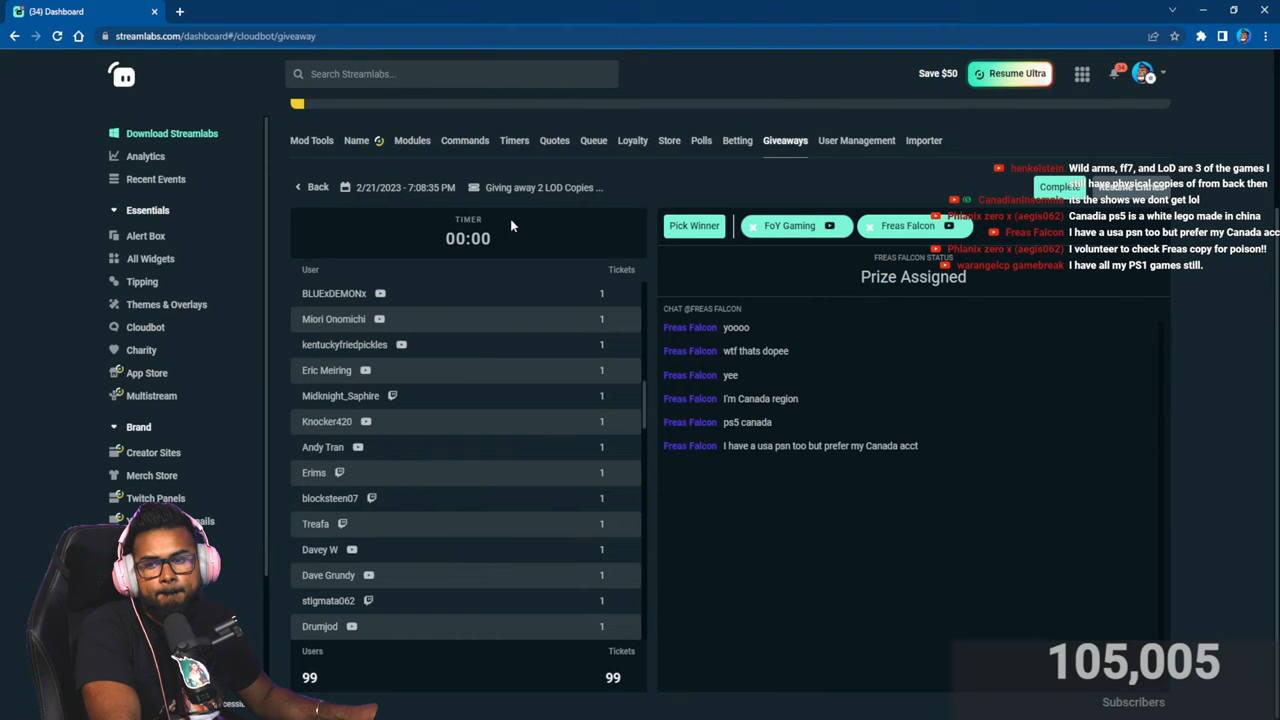 (34) Dashboard
streamlabs.com/dashboard#/cloudbot/giveaway
Search Streamlabs...
Save $50
Resume Ultra
34
Mod Tools Name Modules Commands Timers Quotes Queue Loyalty Store Polls Betting Giveaways User Management Importer
Back 2/21/2023 - 7:08:35 PM Giving away 2 LOD Copies ...
Complete Resume Entries
henkelstein Wild arms, ff7, and LoD are 3 of the games I
still have physical copies of from back then
CanadianInsomnia its the shows we dont get lol
Phlanix zero x (aegis062) Canadia ps5 is a white lego made in china
Freas Falcon I have a usa psn too but prefer my Canada acct
Phlanix zero x (aegis062) I volunteer to check Freas copy for poison!!
warangelcp gamebreak I have all my PS1 games still.
Download Streamlabs
Analytics
Recent Events
Essentials
Alert Box
All Widgets
Tipping
Themes & Overlays
Cloudbot
Charity
App Store
Multistream
Brand
Creator Sites
Merch Store
Twitch Panels
TIMER
00:00
User Tickets
BLUExDEMONx 1
Miori Onomichi 1
kentuckyfriedpickles 1
Eric Meiring 1
Midknight_Saphire 1
Knocker420 1
Andy Tran 1
Erims 1
blocksteen07 1
Treafa 1
Davey W 1
Dave Grundy 1
stigmata062 1
Drumjod 1
Users Tickets
99 99
Pick Winner FoY Gaming Freas Falcon
FREAS FALCON STATUS
Prize Assigned
CHAT @FREAS FALCON
Freas Falcon yoooo
Freas Falcon wtf thats dopee
Freas Falcon yee
Freas Falcon I'm Canada region
Freas Falcon ps5 canada
Freas Falcon I have a usa psn too but prefer my Canada acct
105,005
Subscribers